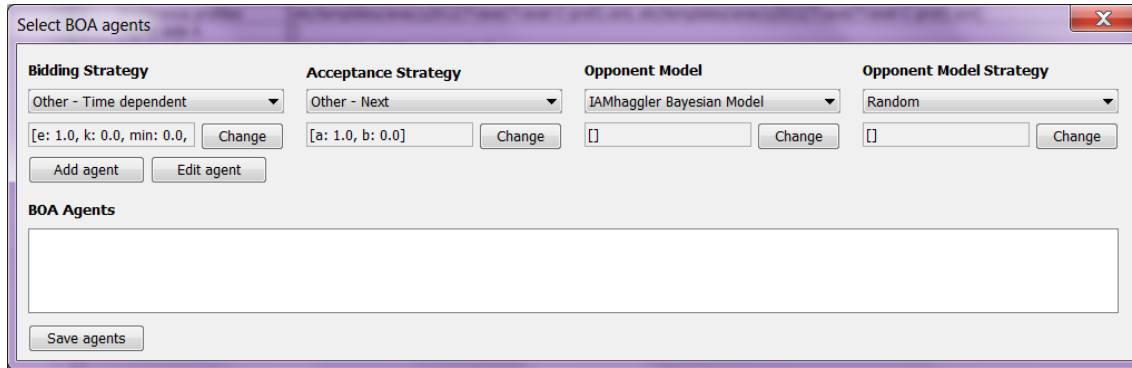 Select BOA agents
X
Bidding Strategy Acceptance Strategy Opponent Model Opponent Model Strategy
Other - Time dependent Other - Next IAMhaggler Bayesian Model Random
[e: 1.0, k: 0.0, min: 0.0, Change [a: 1.0, b: 0.0] Change [] Change [] Change
Add agent Edit agent
BOA Agents
Save agents